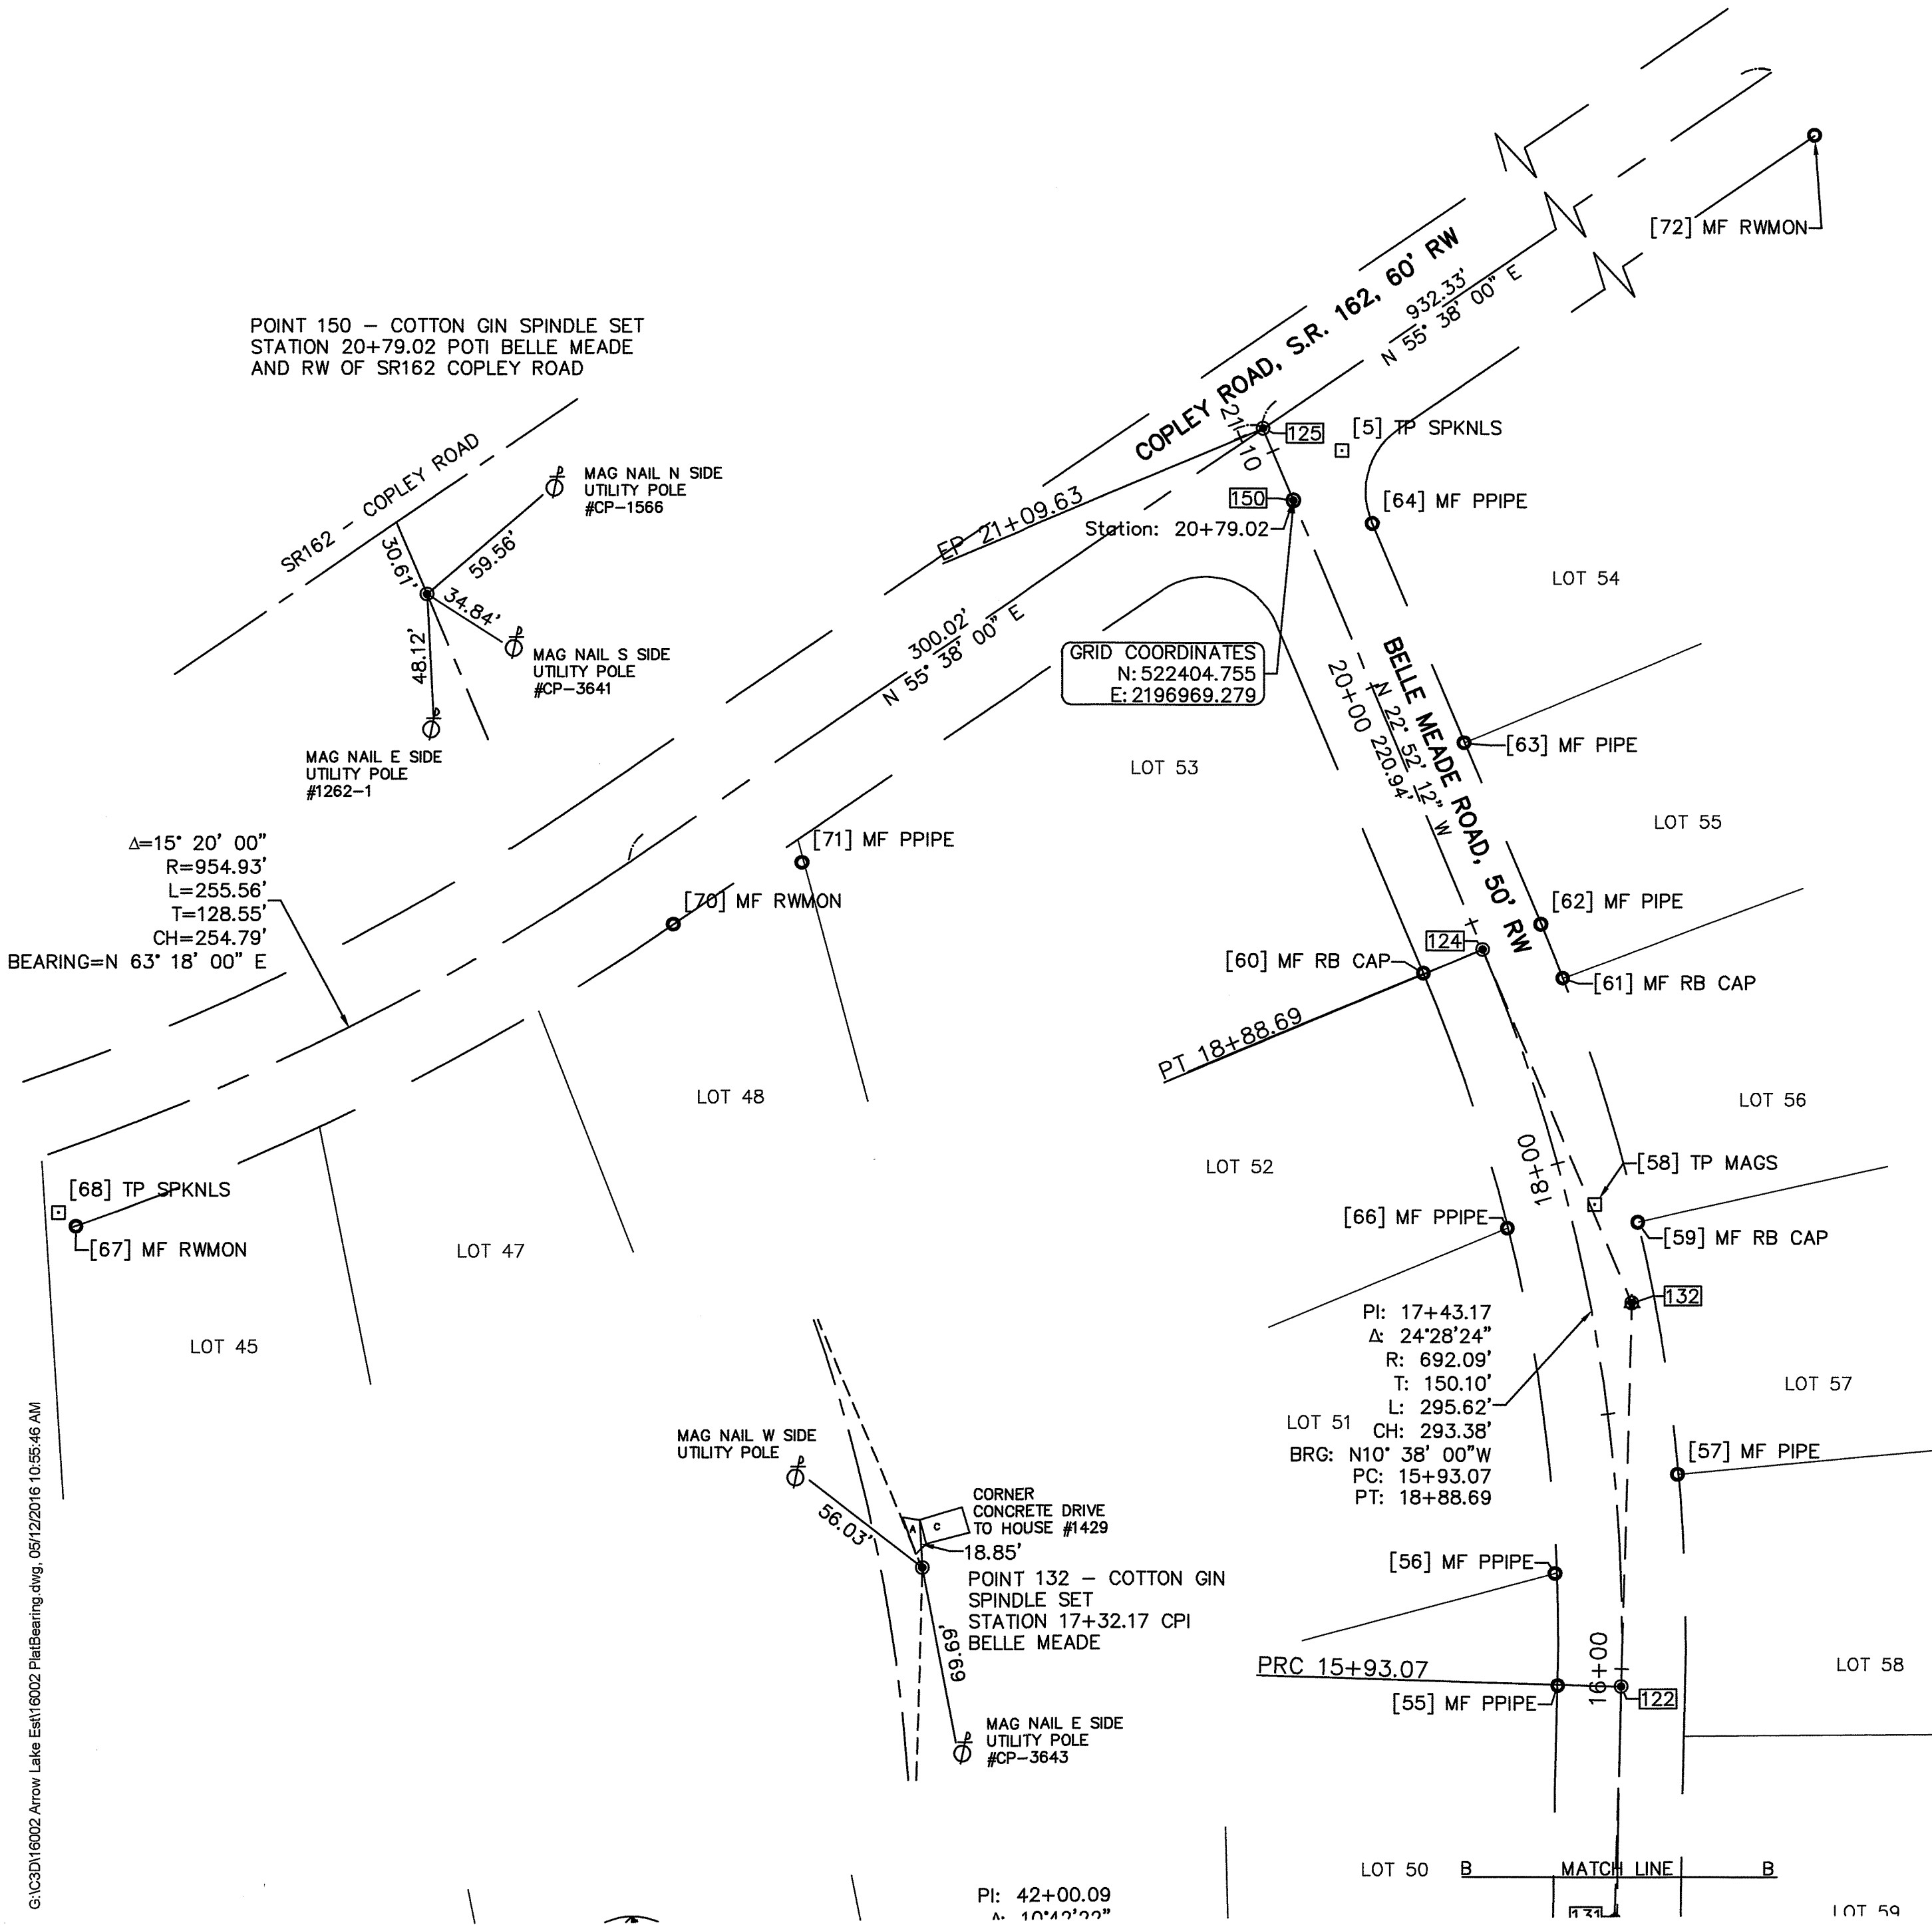 [72] MF RWMON
COPLEY ROAD, S.R. 162, 60' RW
932.33'
N 55° 38' 00" E
POINT 150 – COTTON GIN SPINDLE SET
STATION 20+79.02 POTI BELLE MEADE
AND RW OF SR162 COPLEY ROAD
SR162 - COPLEY ROAD
MAG NAIL N SIDE
UTILITY POLE
#CP-1566
30.61'
59.56'
34.84'
48.12'
MAG NAIL S SIDE
UTILITY POLE
#CP-3641
MAG NAIL E SIDE
UTILITY POLE
#1262-1
21+10
125
[5] TP SPKNLS
150
[64] MF PPIPE
EP 21+09.63
Station: 20+79.02
LOT 54
300.02'
N 55° 38' 00" E
GRID COORDINATES
N: 522404.755
E: 2196969.279
BELLE MEADE ROAD, 50' RW
N 22° 52' 12" W
220.94'
20+00
[63] MF PIPE
LOT 53
LOT 55
Δ=15° 20' 00"
R=954.93'
L=255.56'
T=128.55'
CH=254.79'
BEARING=N 63° 18' 00" E
[71] MF PPIPE
[70] MF RWMON
[62] MF PIPE
124
[60] MF RB CAP
[61] MF RB CAP
PT 18+88.69
LOT 48
LOT 56
18+00
[58] TP MAGS
LOT 52
[68] TP SPKNLS
[67] MF RWMON
LOT 47
[66] MF PPIPE
[59] MF RB CAP
132
LOT 45
PI: 17+43.17
Δ: 24°28'24"
R: 692.09'
T: 150.10'
L: 295.62'
CH: 293.38'
BRG: N10° 38' 00"W
PC: 15+93.07
PT: 18+88.69
LOT 51
LOT 57
[57] MF PIPE
MAG NAIL W SIDE
UTILITY POLE
56.03'
A
C
CORNER
CONCRETE DRIVE
TO HOUSE #1429
18.85'
POINT 132 – COTTON GIN
SPINDLE SET
STATION 17+32.17 CPI
BELLE MEADE
69.69'
MAG NAIL E SIDE
UTILITY POLE
#CP-3643
[56] MF PPIPE
PRC 15+93.07
16+00
[55] MF PPIPE
122
LOT 58
LOT 50
B MATCH LINE B
131
LOT 59
PI: 42+00.09
Δ: 10°42'22"
G:\C3D\16002 Arrow Lake Est\16002 PlatBearing.dwg, 05/12/2016 10:55:46 AM